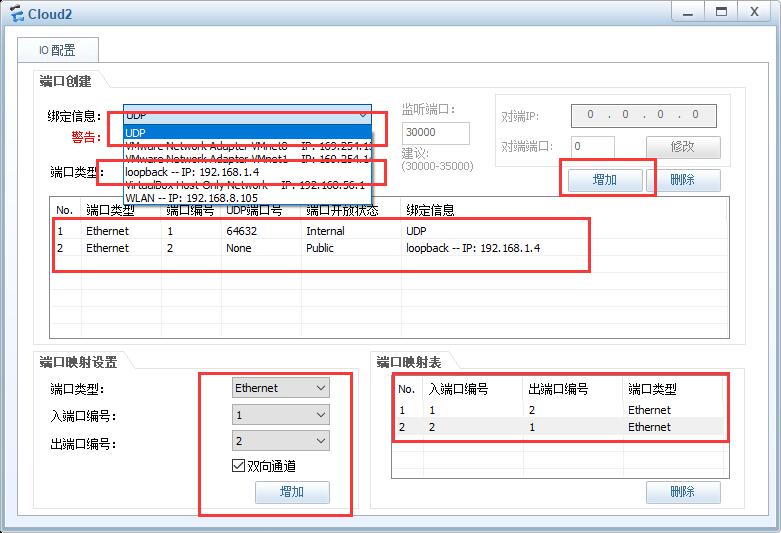 Cloud2
IO 配置
端口创建
绑定信息： UDP
监听端口：
30000
建议：
(30000-35000)
对端IP： 0 . 0 . 0 . 0
对端端口： 0 修改
警告：
UDP
VMware Network Adapter VMnet8 -- IP: 169.254.1
VMware Network Adapter VMnet1 -- IP: 169.254.1
loopback -- IP: 192.168.1.4
VirtualBox Host-Only Network -- IP: 192.168.56.1
WLAN -- IP: 192.168.8.105
端口类型：
增加 删除
No. 端口类型 端口编号 UDP端口号 端口开放状态 绑定信息
1 Ethernet 1 64632 Internal UDP
2 Ethernet 2 None Public loopback -- IP: 192.168.1.4
端口映射设置
端口类型： Ethernet
入端口编号： 1
出端口编号： 2
双向通道
增加
端口映射表
No. 入端口编号 出端口编号 端口类型
1 1 2 Ethernet
2 2 1 Ethernet
删除